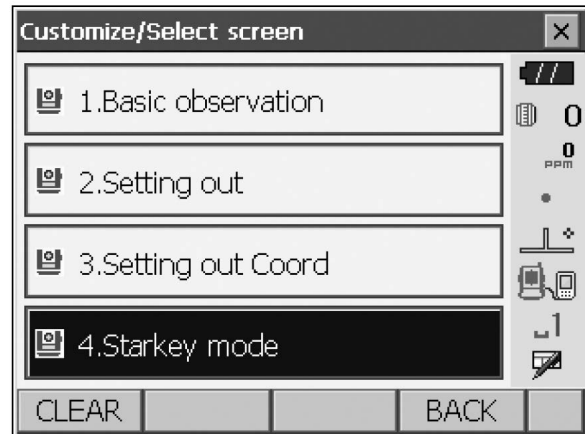 Customize/Select screen
1.Basic observation
0
2.Setting out
0
PPM
3.Setting out Coord
4.Starkey mode
1
CLEAR
BACK